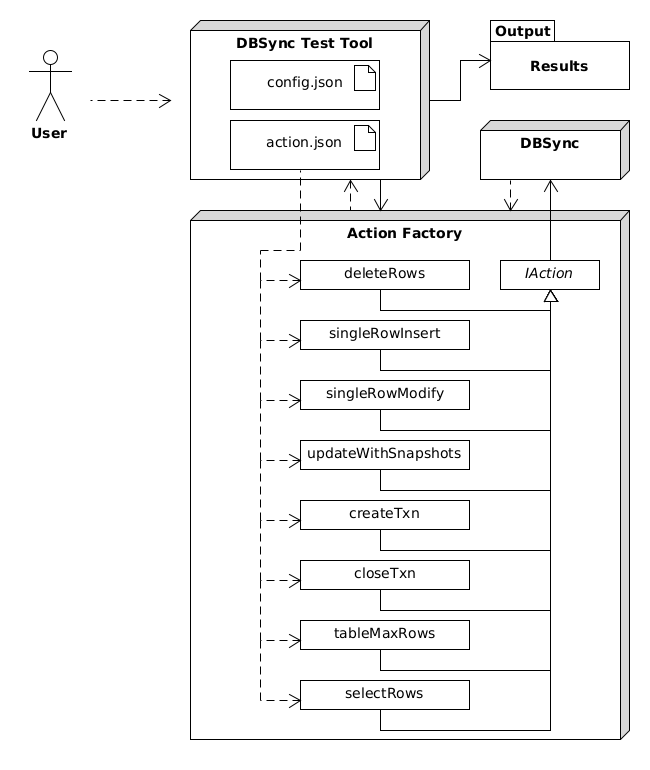 DBSync Test Tool
config.json
action.json
Output
Results
User
DBSync
Action Factory
deleteRows
IAction
singleRowInsert
singleRowModify
updateWithSnapshots
createTxn
closeTxn
tableMaxRows
selectRows